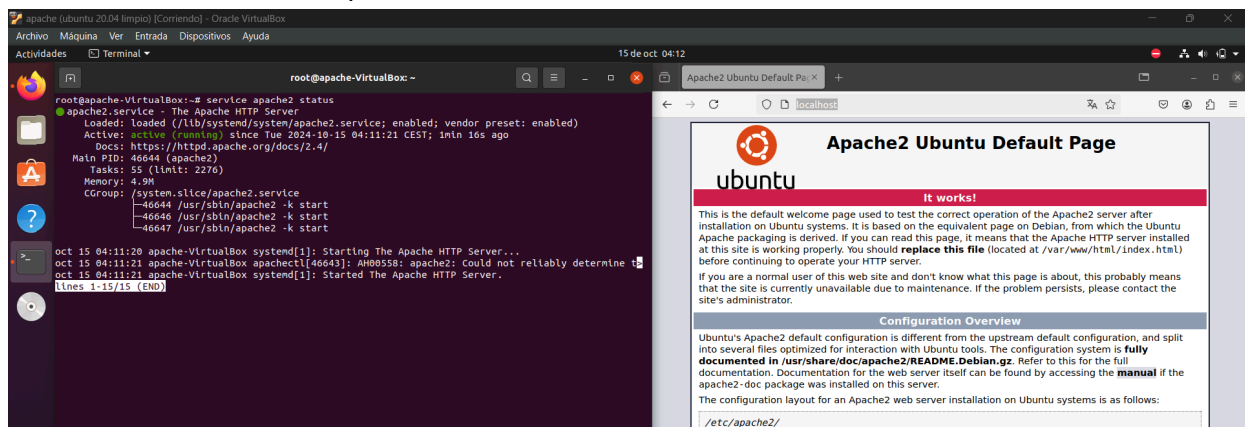 apache (ubuntu 20.04 limpio) [Corriendo] - Oracle VirtualBox
Archivo Máquina Ver Entrada Dispositivos Ayuda
Actividades Terminal 15 de oct 04:12
root@apache-VirtualBox: ~
root@apache-VirtualBox:~# service apache2 status
apache2.service - The Apache HTTP Server
Loaded: loaded (/lib/systemd/system/apache2.service; enabled; vendor preset: enabled)
Active: active (running) since Tue 2024-10-15 04:11:21 CEST; 1min 16s ago
Docs: https://httpd.apache.org/docs/2.4/
Main PID: 46644 (apache2)
Tasks: 55 (limit: 2276)
Memory: 4.9M
CGroup: /system.slice/apache2.service
├─46644 /usr/sbin/apache2 -k start
├─46646 /usr/sbin/apache2 -k start
└─46647 /usr/sbin/apache2 -k start
oct 15 04:11:20 apache-VirtualBox systemd[1]: Starting The Apache HTTP Server...
oct 15 04:11:21 apache-VirtualBox apachectl[46643]: AH00558: apache2: Could not reliably determine t>
oct 15 04:11:21 apache-VirtualBox systemd[1]: Started The Apache HTTP Server.
lines 1-15/15 (END)
Apache2 Ubuntu Default Pa
localhost
Apache2 Ubuntu Default Page
ubuntu
It works!
This is the default welcome page used to test the correct operation of the Apache2 server after
installation on Ubuntu systems. It is based on the equivalent page on Debian, from which the Ubuntu
Apache packaging is derived. If you can read this page, it means that the Apache HTTP server installed
at this site is working properly. You should replace this file (located at /var/www/html/index.html)
before continuing to operate your HTTP server.
If you are a normal user of this web site and don't know what this page is about, this probably means
that the site is currently unavailable due to maintenance. If the problem persists, please contact the
site's administrator.
Configuration Overview
Ubuntu's Apache2 default configuration is different from the upstream default configuration, and split
into several files optimized for interaction with Ubuntu tools. The configuration system is fully
documented in /usr/share/doc/apache2/README.Debian.gz. Refer to this for the full
documentation. Documentation for the web server itself can be found by accessing the manual if the
apache2-doc package was installed on this server.
The configuration layout for an Apache2 web server installation on Ubuntu systems is as follows:
/etc/apache2/